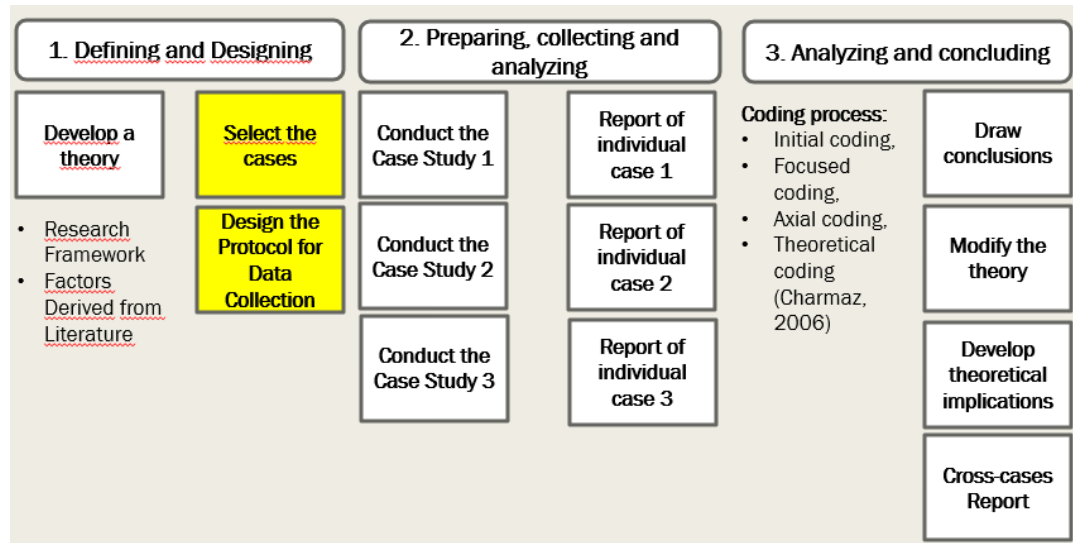 1. Defining and Designing
2. Preparing, collecting and
analyzing
3. Analyzing and concluding
Develop a
theory
• Research
Framework
• Factors
Derived from
Literature
Select the
cases
Design the
Protocol for
Data
Collection
Conduct the
Case Study 1
Conduct the
Case Study 2
Conduct the
Case Study 3
Report of
individual
case 1
Report of
individual
case 2
Report of
individual
case 3
Coding process:
• Initial coding,
• Focused
coding,
• Axial coding,
• Theoretical
coding
(Charmaz,
2006)
Draw
conclusions
Modify the
theory
Develop
theoretical
implications
Cross-cases
Report